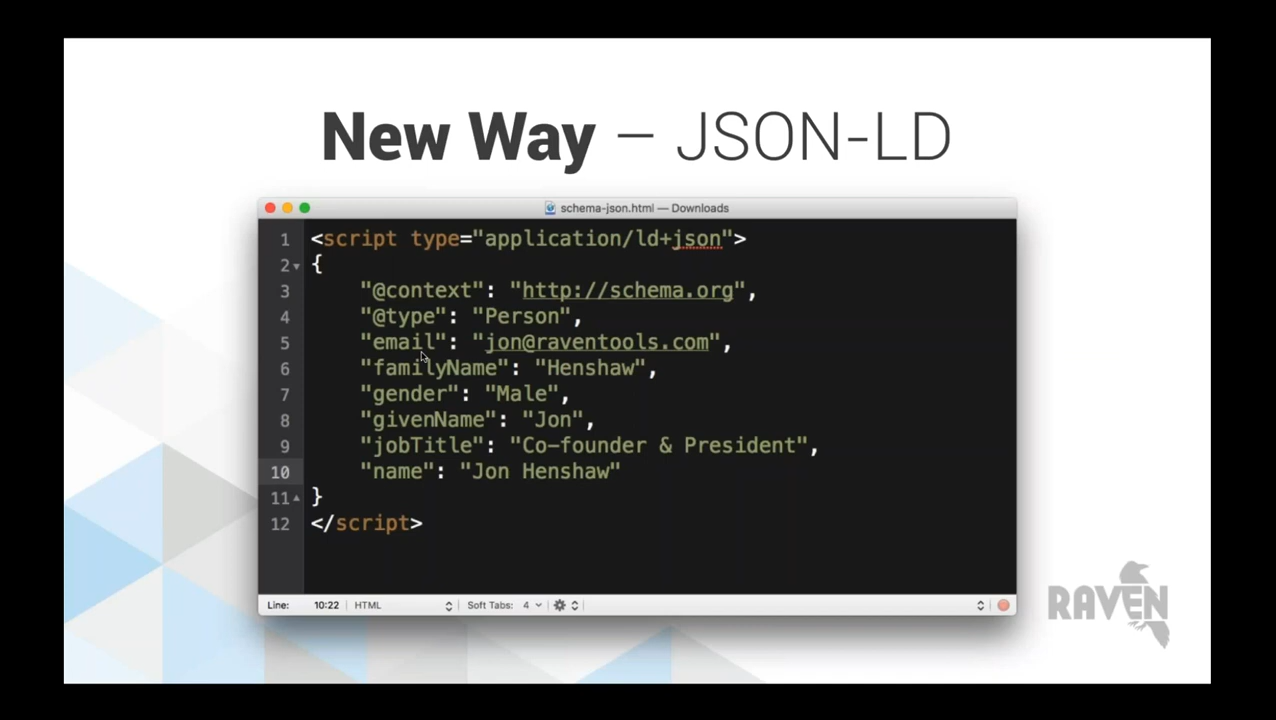 New Way – JSON-LD
schema-json.html — Downloads
1 <script type="application/ld+json">
2 {
3 "@context": "http://schema.org",
4 "@type": "Person",
5 "email": "jon@raventools.com",
6 "familyName": "Henshaw",
7 "gender": "Male",
8 "givenName": "Jon",
9 "jobTitle": "Co-founder & President",
10 "name": "Jon Henshaw"
11 }
12 </script>
Line: 10:22 HTML Soft Tabs: 4
RAVEN